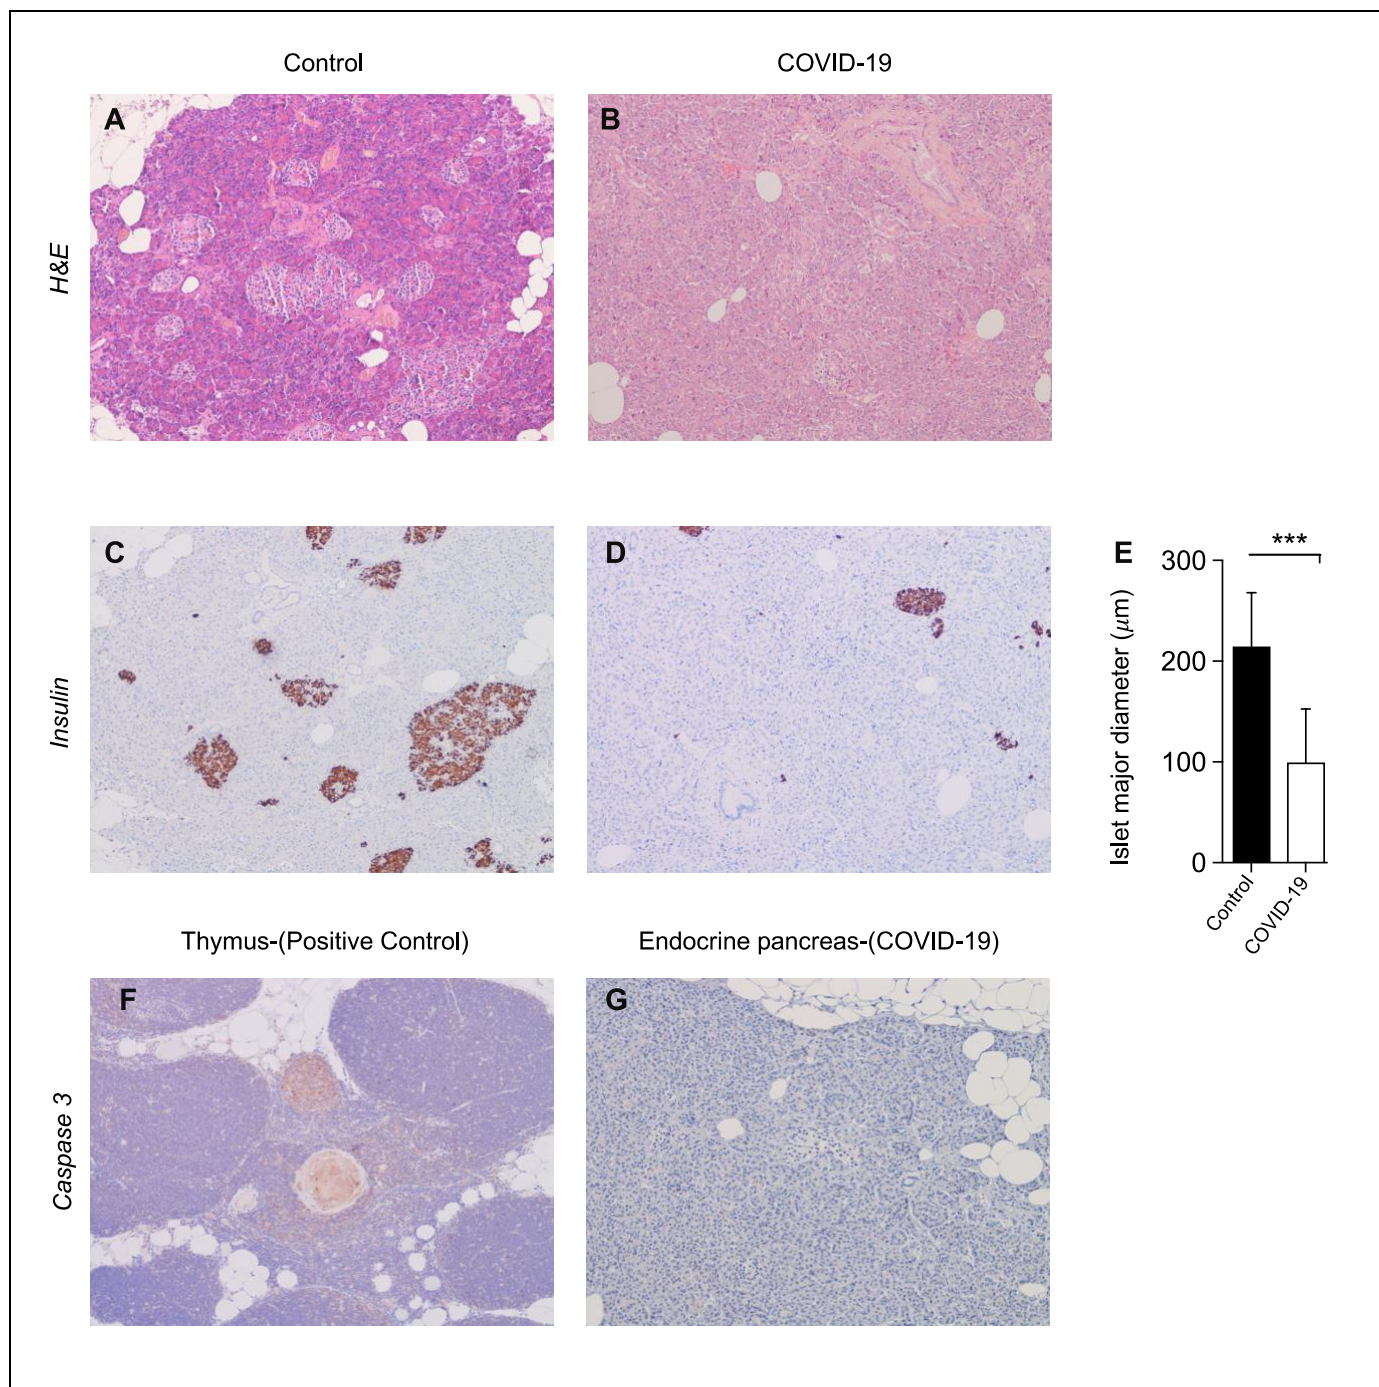 Control
COVID-19
H&E
A
B
Insulin
C
D
E
***
Islet major diameter (μm)
300
200
100
0
Control
COVID-19
Thymus-(Positive Control)
Endocrine pancreas-(COVID-19)
Caspase 3
F
G